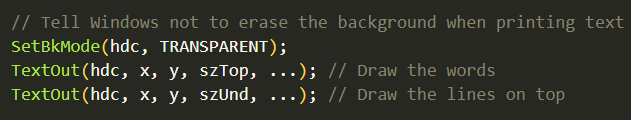 // Tell Windows not to erase the background when printing text
SetBkMode(hdc, TRANSPARENT);
TextOut(hdc, x, y, szTop, ...); // Draw the words
TextOut(hdc, x, y, szUnd, ...); // Draw the lines on top